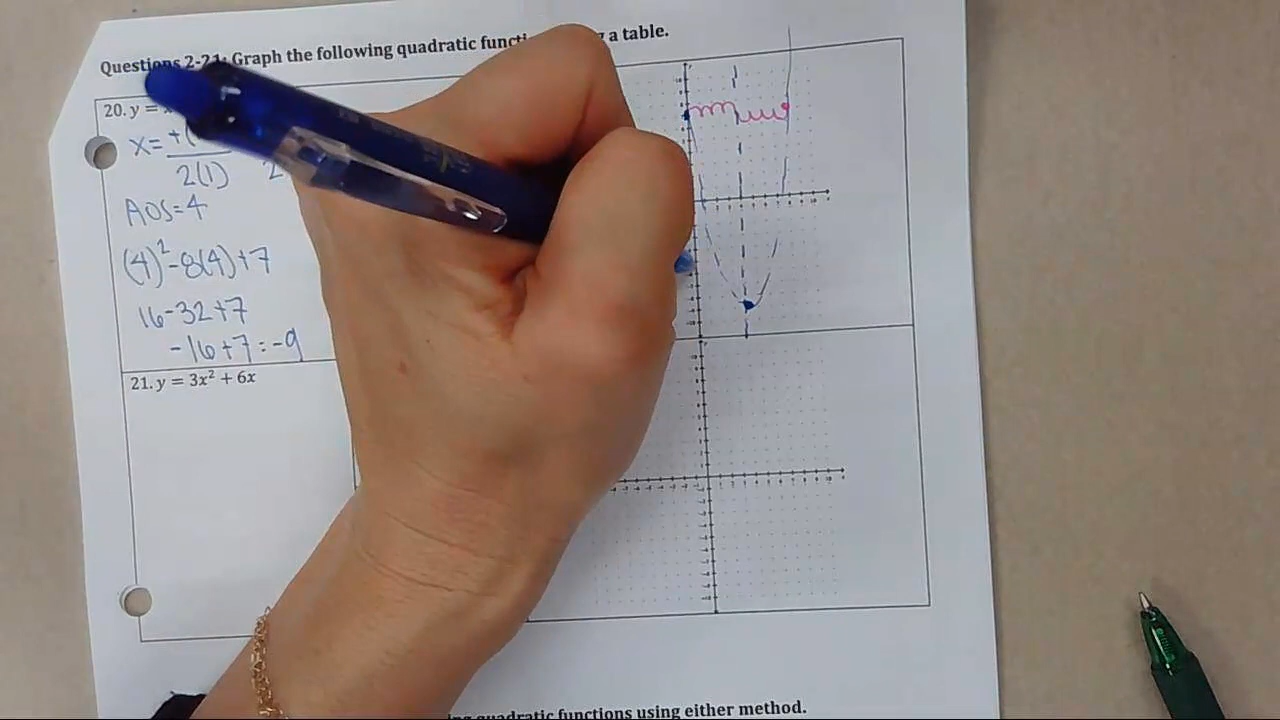 Questions 2-21: Graph the following quadratic functi a table.
20. y =
x= +(
2(1) 2
AOS=4
(4)²-8(4)+7
16-32+7
-16+7=-9
21. y = 3x² + 6x
quadratic functions using either method.